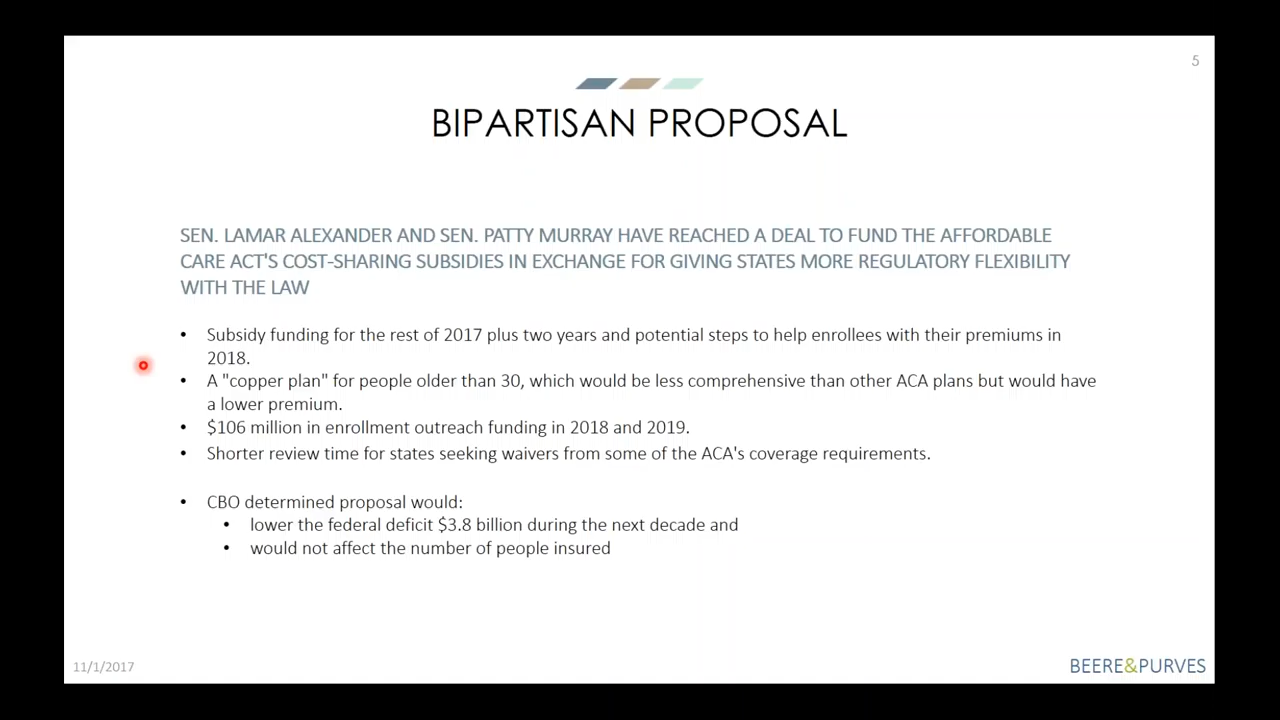 5
BIPARTISAN PROPOSAL
SEN. LAMAR ALEXANDER AND SEN. PATTY MURRAY HAVE REACHED A DEAL TO FUND THE AFFORDABLE
CARE ACT'S COST-SHARING SUBSIDIES IN EXCHANGE FOR GIVING STATES MORE REGULATORY FLEXIBILITY
WITH THE LAW
• Subsidy funding for the rest of 2017 plus two years and potential steps to help enrollees with their premiums in
2018.
• A "copper plan" for people older than 30, which would be less comprehensive than other ACA plans but would have
a lower premium.
• $106 million in enrollment outreach funding in 2018 and 2019.
• Shorter review time for states seeking waivers from some of the ACA's coverage requirements.
• CBO determined proposal would:
• lower the federal deficit $3.8 billion during the next decade and
• would not affect the number of people insured
11/1/2017
BEERE&PURVES